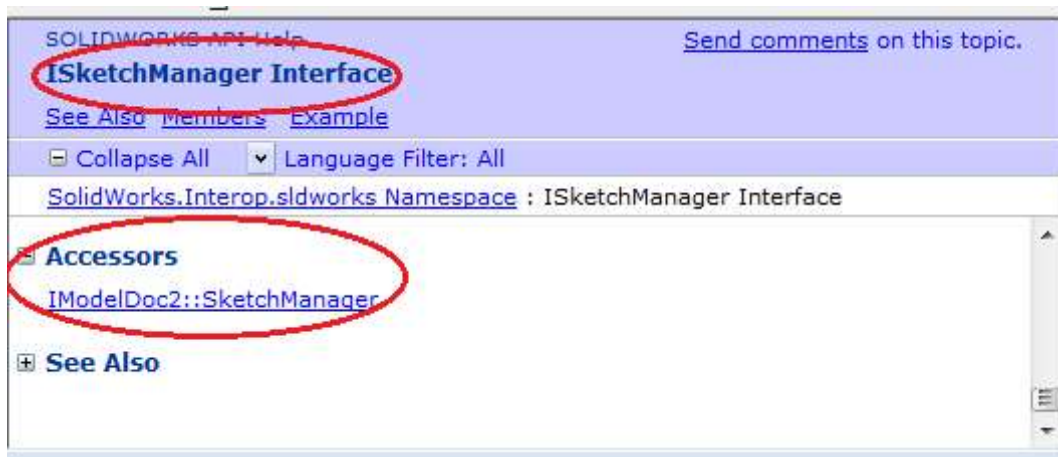 SOLIDWORKS API Help
Send comments on this topic.
ISketchManager Interface
See Also Members Example
Collapse All Language Filter: All
SolidWorks.Interop.sldworks Namespace : ISketchManager Interface
Accessors
IModelDoc2::SketchManager
See Also